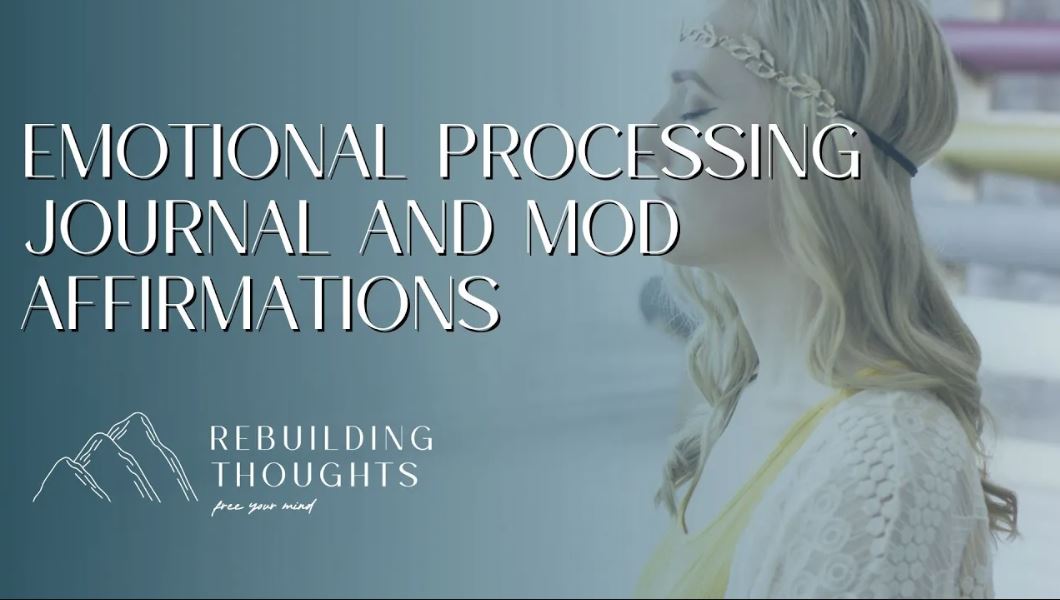 EMOTIONAL PROCESSING
JOURNAL AND MOD
AFFIRMATIONS
REBUILDING
THOUGHTS
free your mind